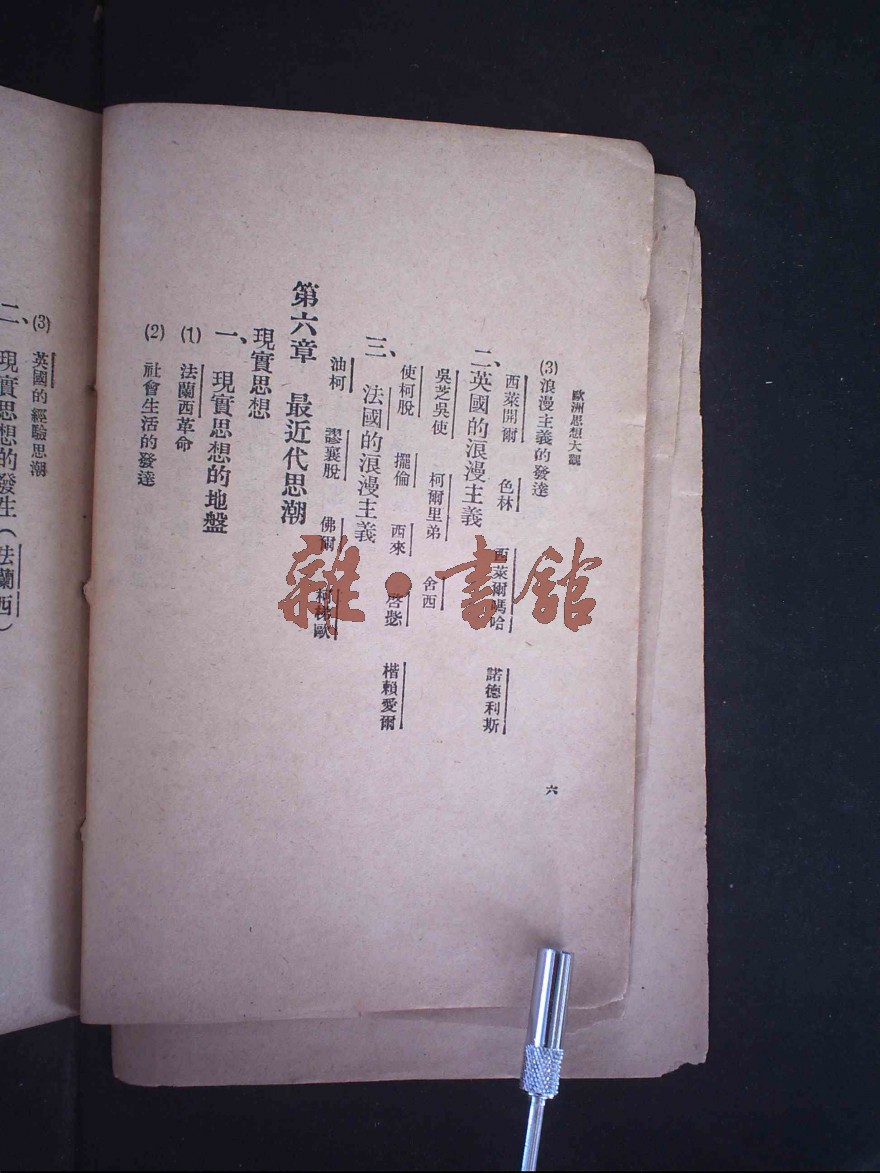 歐洲思想大觀
六
(3)浪漫主義的發達
西萊開爾 色林 西萊爾嗎哈 諾德利斯
二、英國的浪漫主義
吳芝吳使 柯爾里弟 舍西
使柯脫 擺倫 西來 啓 楷賴愛爾
三、法國的浪漫主義
油柯 謬襄脫 佛爾 歐
第六章 最近代思潮
現實思想
一、現實思想的地盤
(1) 法蘭西革命
(2) 社會生活的發達
(3) 英國的經驗思潮
二、現實思想的發生(法蘭西)
雜·書館